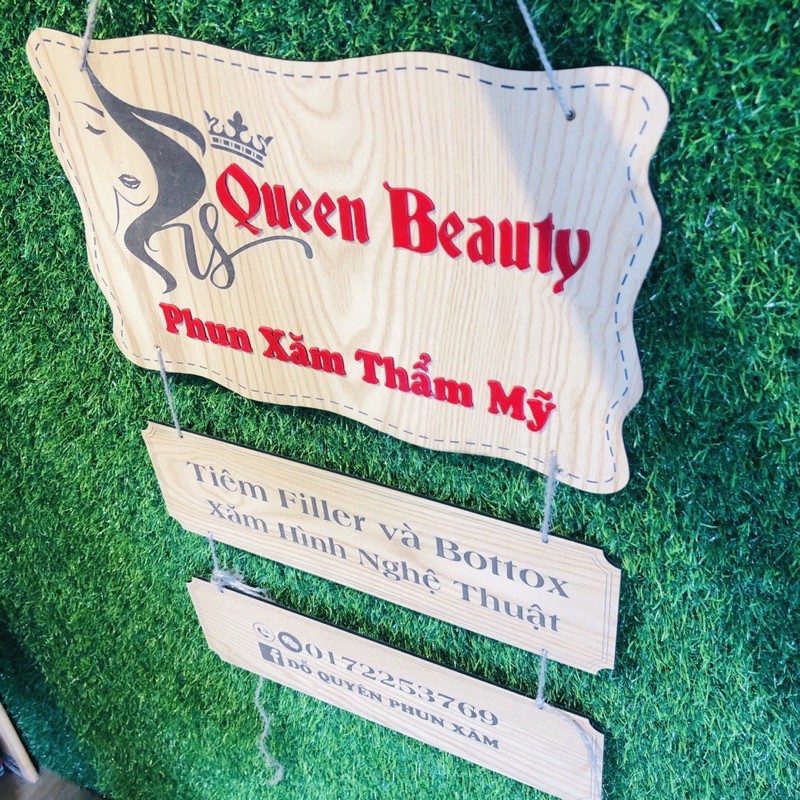 Queen Beauty
Phun Xăm Thẩm Mỹ
Tiêm Filler và Bottox
Xăm Hình Nghệ Thuật
0172253769
ĐỖ QUYÊN PHUN XĂM